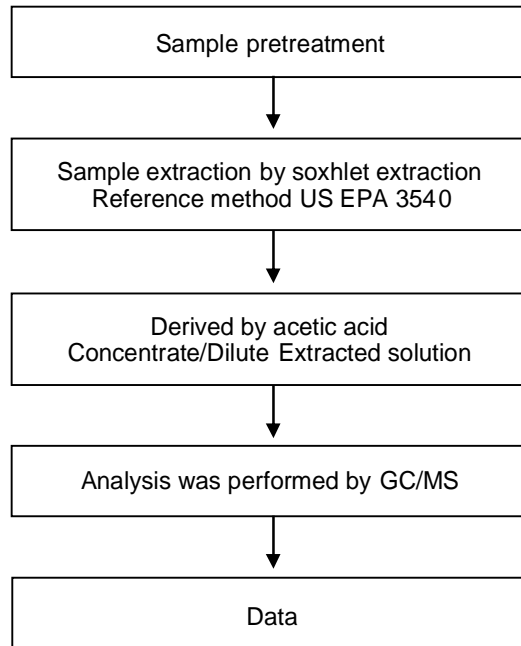 Sample pretreatment
Sample extraction by soxhlet extraction
Reference method US EPA 3540
Derived by acetic acid
Concentrate/Dilute Extracted solution
Analysis was performed by GC/MS
Data